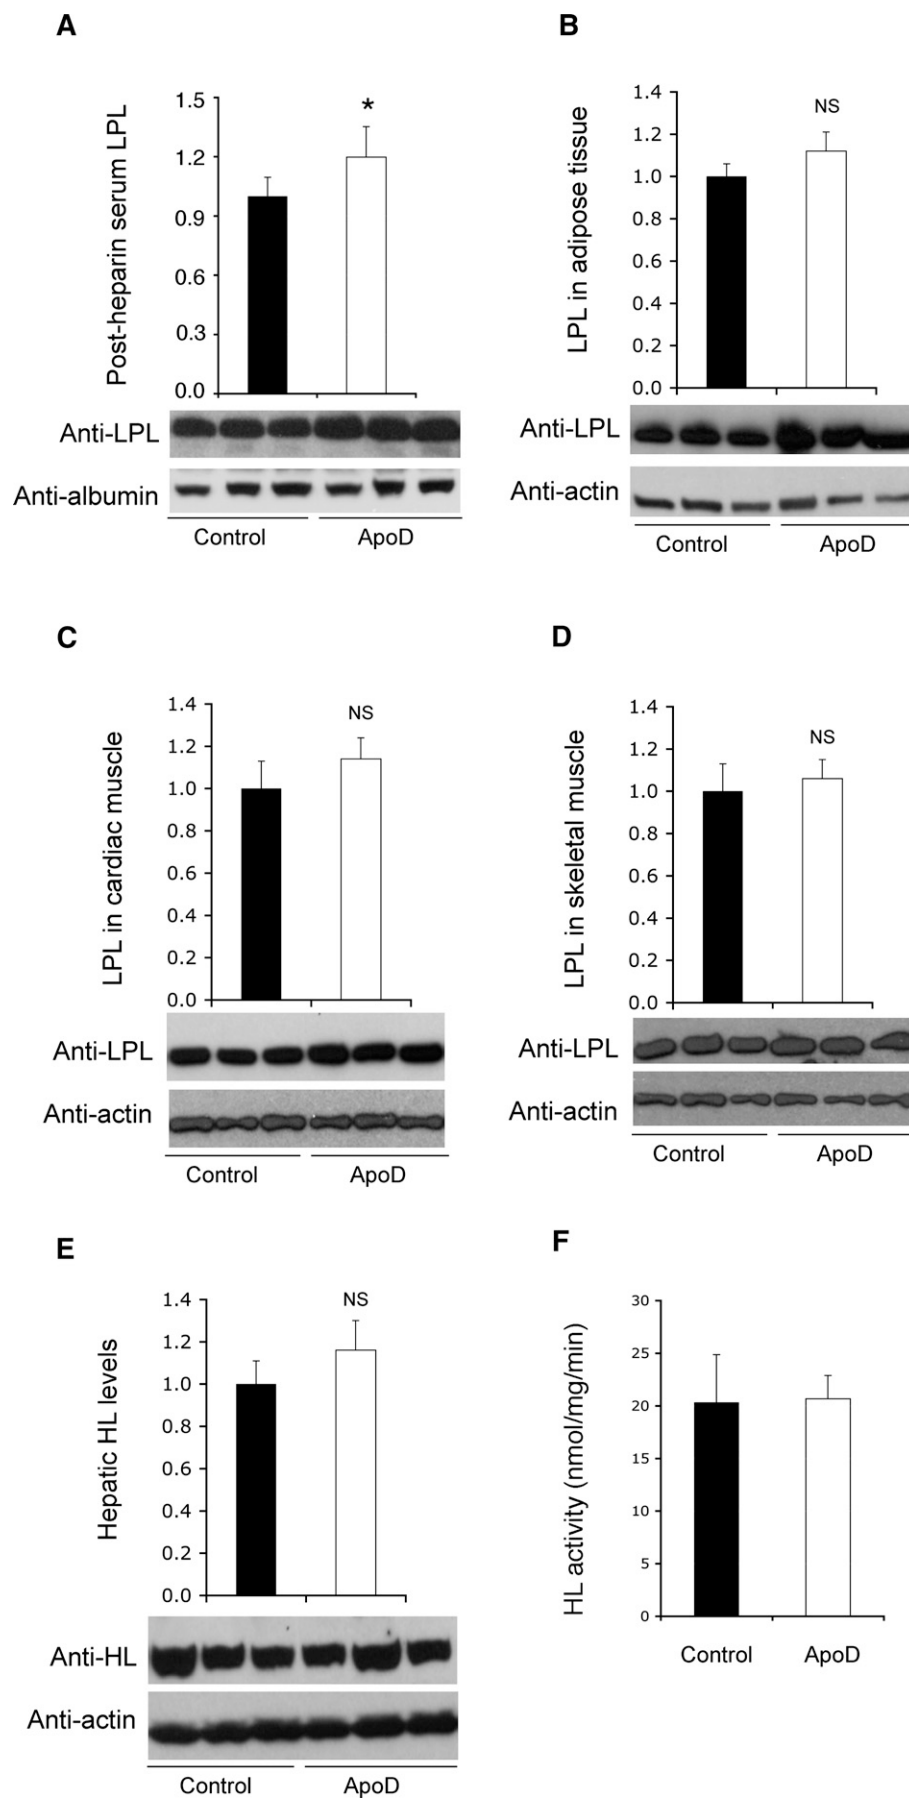 A
Post-heparin serum LPL
1.5
1.2
0.9
0.6
0.3
0.0
*
Anti-LPL
Anti-albumin
Control ApoD
B
LPL in adipose tissue
1.4
1.2
1.0
0.8
0.6
0.4
0.2
0.0
NS
Anti-LPL
Anti-actin
Control ApoD
C
LPL in cardiac muscle
1.4
1.2
1.0
0.8
0.6
0.4
0.2
0.0
NS
Anti-LPL
Anti-actin
Control ApoD
D
LPL in skeletal muscle
1.4
1.2
1.0
0.8
0.6
0.4
0.2
0.0
NS
Anti-LPL
Anti-actin
Control ApoD
E
Hepatic HL levels
1.4
1.2
1.0
0.8
0.6
0.4
0.2
0.0
NS
Anti-HL
Anti-actin
Control ApoD
F
HL activity (nmol/mg/min)
30
25
20
15
10
5
0
Control ApoD